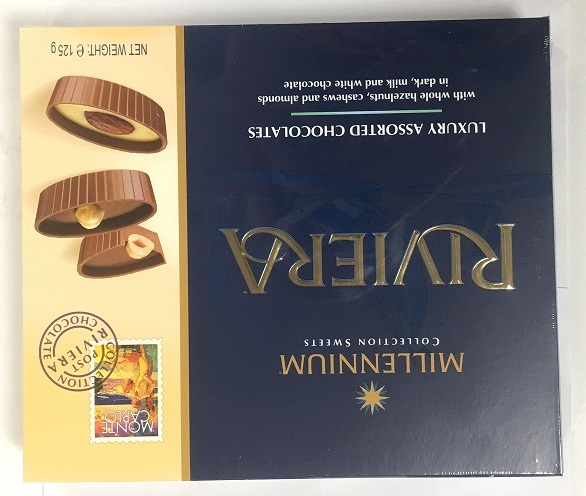 MILLENNIUM®
COLLECTION SWEETS
RIVIERA
LUXURY ASSORTED CHOCOLATES
with whole hazelnuts, cashews and almonds
in dark, milk and white chocolate
MONTE
CARLO
COLLECTION
POST
RIVIERA
CHOCOLATE
NET WEIGHT: ℮ 125 g